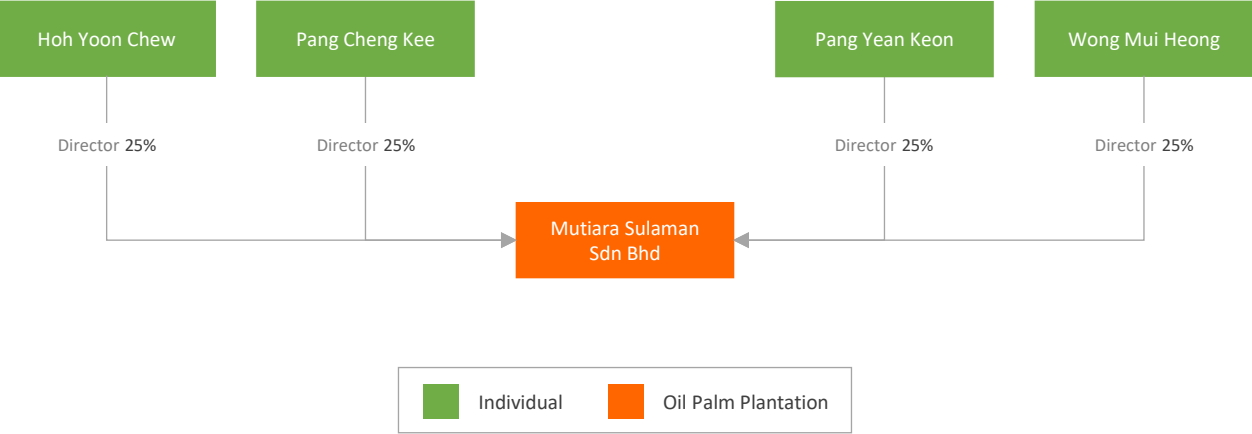 Hoh Yoon Chew
Pang Cheng Kee
Pang Yean Keon
Wong Mui Heong
Director 25%
Director 25%
Director 25%
Director 25%
Mutiara Sulaman
Sdn Bhd
Individual
Oil Palm Plantation